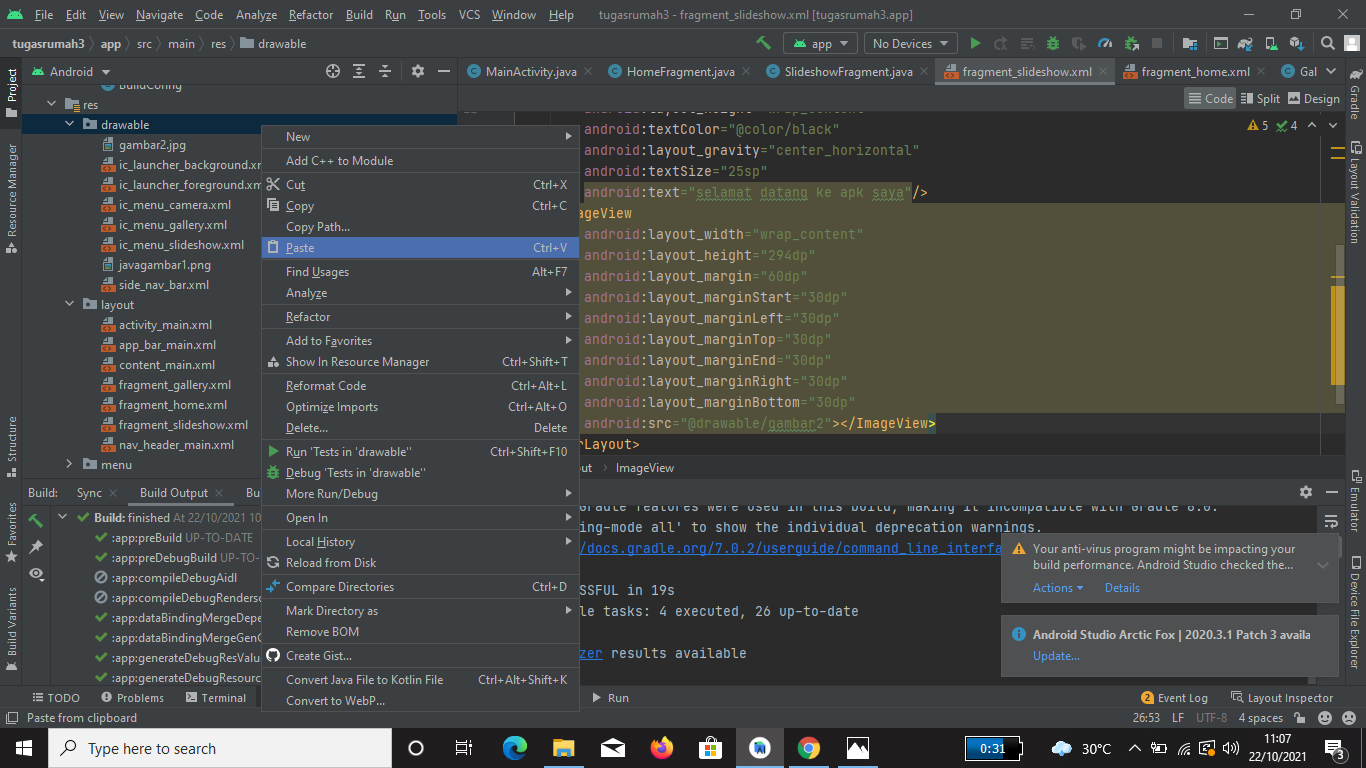 File Edit View Navigate Code Analyze Refactor Build Run Tools VCS Window Help tugasrumah3 - fragment_slideshow.xml [tugasrumah3.app]
tugasrumah3 app src main res drawable app No Devices
Android MainActivity.java HomeFragment.java SlideshowFragment.java fragment_slideshow.xml fragment_home.xml Gal
Code Split Design
Project
Resource Manager
Structure
Favorites
Build Variants
BuildConfig
res
drawable
gambar2.jpg
ic_launcher_background.xm
ic_launcher_foreground.xm
ic_menu_camera.xml
ic_menu_gallery.xml
ic_menu_slideshow.xml
javagambar1.png
side_nav_bar.xml
layout
activity_main.xml
app_bar_main.xml
content_main.xml
fragment_gallery.xml
fragment_home.xml
fragment_slideshow.xml
nav_header_main.xml
menu
New
Add C++ to Module
Cut Ctrl+X
Copy Ctrl+C
Copy Path...
Paste Ctrl+V
Find Usages Alt+F7
Analyze
Refactor
Add to Favorites
Show In Resource Manager Ctrl+Shift+T
Reformat Code Ctrl+Alt+L
Optimize Imports Ctrl+Alt+O
Delete... Delete
Run 'Tests in 'drawable'' Ctrl+Shift+F10
Debug 'Tests in 'drawable''
More Run/Debug
Open In
Local History
Reload from Disk
Compare Directories Ctrl+D
Mark Directory as
Remove BOM
Create Gist...
Convert Java File to Kotlin File Ctrl+Alt+Shift+K
Convert to WebP...
android:layout_height="wrap_content"
android:textColor="@color/black"
android:layout_gravity="center_horizontal"
android:textSize="25sp"
android:text="selamat datang ke apk saya"/>
ageView
android:layout_width="wrap_content"
android:layout_height="294dp"
android:layout_margin="60dp"
android:layout_marginStart="30dp"
android:layout_marginLeft="30dp"
android:layout_marginTop="30dp"
android:layout_marginEnd="30dp"
android:layout_marginRight="30dp"
android:layout_marginBottom="30dp"
android:src="@drawable/gambar2"></ImageView>
rLayout>
out ImageView
5 4
Gradle
Layout Validation
Emulator
Device File Explorer
Build: Sync Build Output Bu
Build: finished At 22/10/2021 10
:app:preBuild UP-TO-DATE
:app:preDebugBuild UP-TO-
:app:compileDebugAidl
:app:compileDebugRendersc
:app:dataBindingMergeDepe
:app:dataBindingMergeGenC
:app:generateDebugResValu
:app:generateDebugResourc
Gradle features were used in this build, making it incompatible with Gradle 8.0.
ing-mode all' to show the individual deprecation warnings.
/docs.gradle.org/7.0.2/userguide/command_line_interfa
SSFUL in 19s
le tasks: 4 executed, 26 up-to-date
zer results available
Your anti-virus program might be impacting your
build performance. Android Studio checked the...
Actions Details
Android Studio Arctic Fox | 2020.3.1 Patch 3 availa
Update...
TODO Problems Terminal Run 2 Event Log Layout Inspector
Paste from clipboard 26:53 LF UTF-8 4 spaces
Type here to search 0:31 30°C 11:07
22/10/2021 3